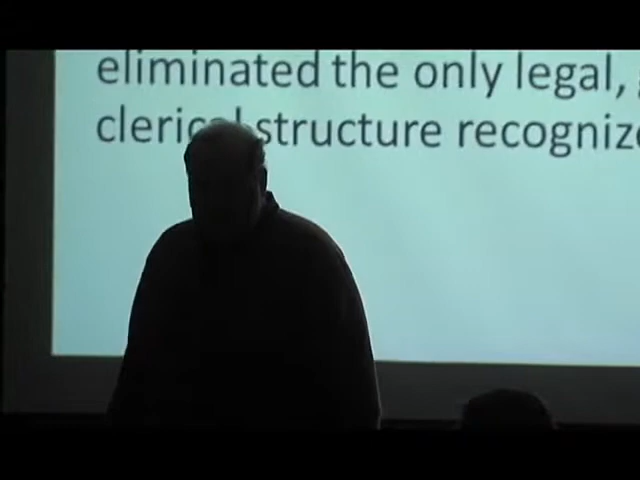 eliminated the only legal,
clerical structure recognize